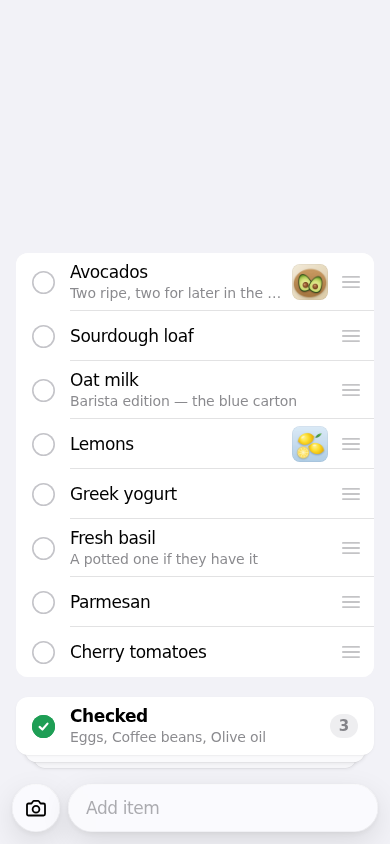 Avocados
Two ripe, two for later in the …
Sourdough loaf
Oat milk
Barista edition — the blue carton
Lemons
Greek yogurt
Fresh basil
A potted one if they have it
Parmesan
Cherry tomatoes
Checked
3
Eggs, Coffee beans, Olive oil
Add item